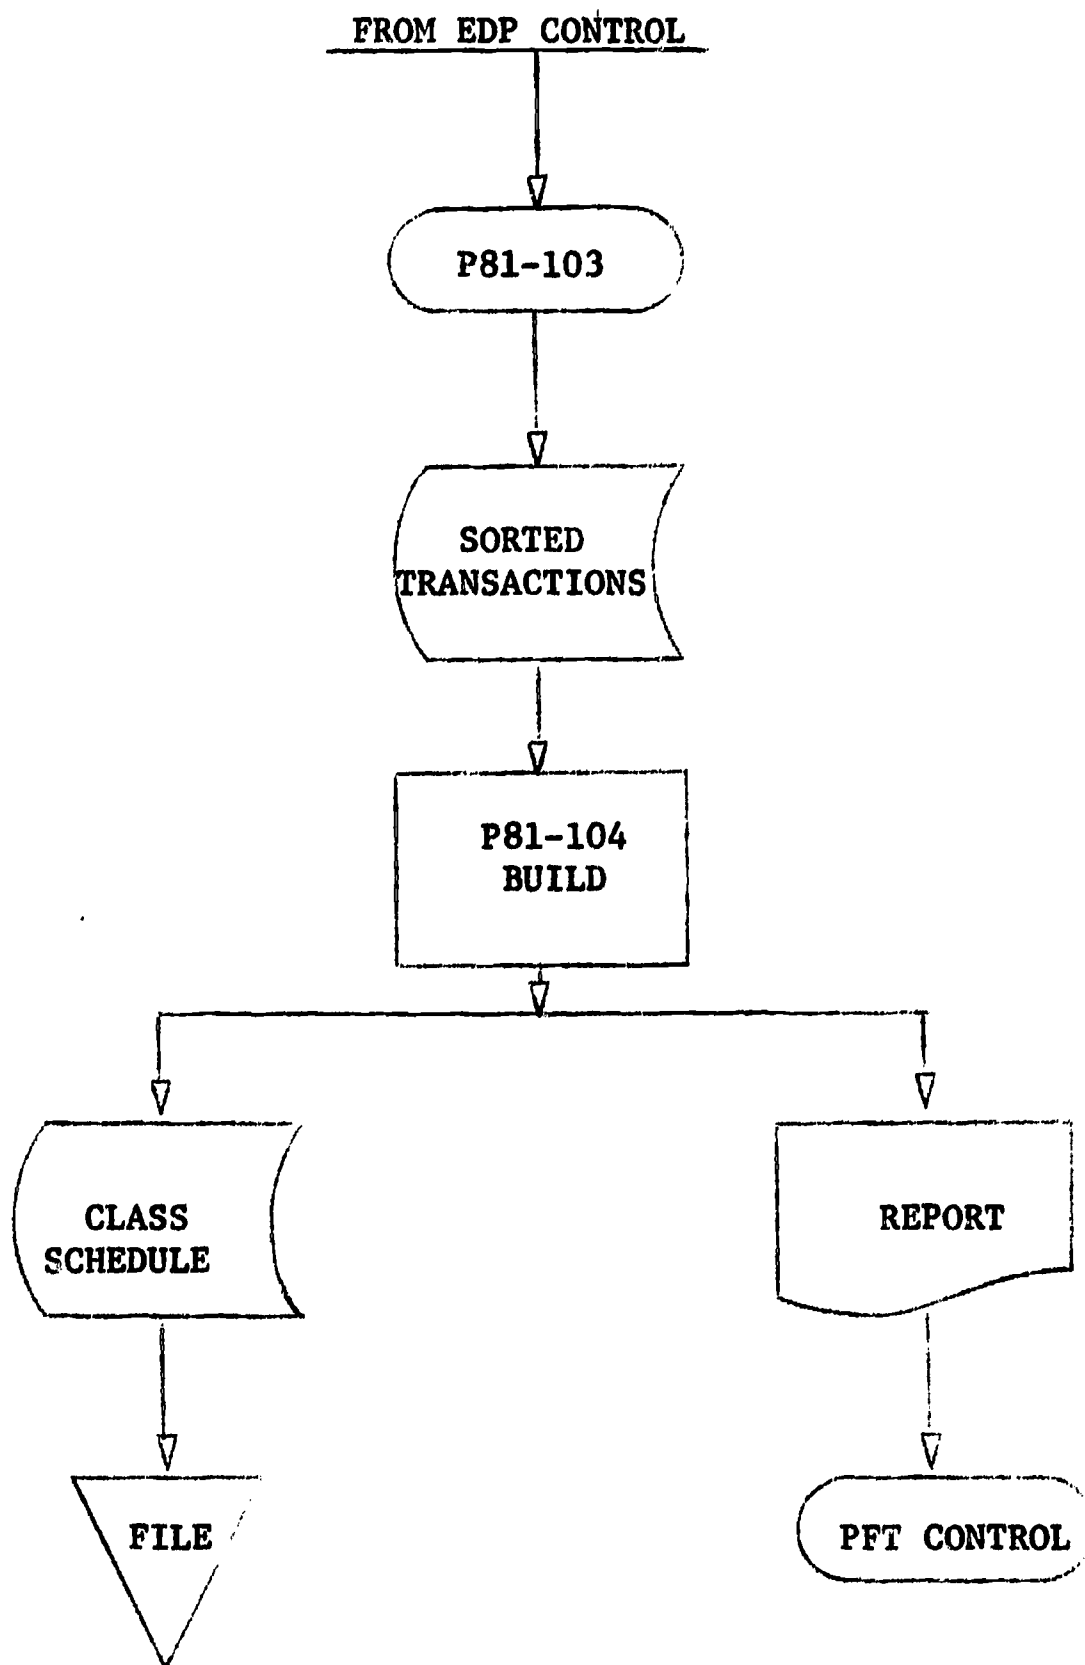 FROM EDP CONTROL
P81-103
SORTED
TRANSACTIONS
P81-104
BUILD
CLASS
SCHEDULE
REPORT
FILE
PFT CONTROL